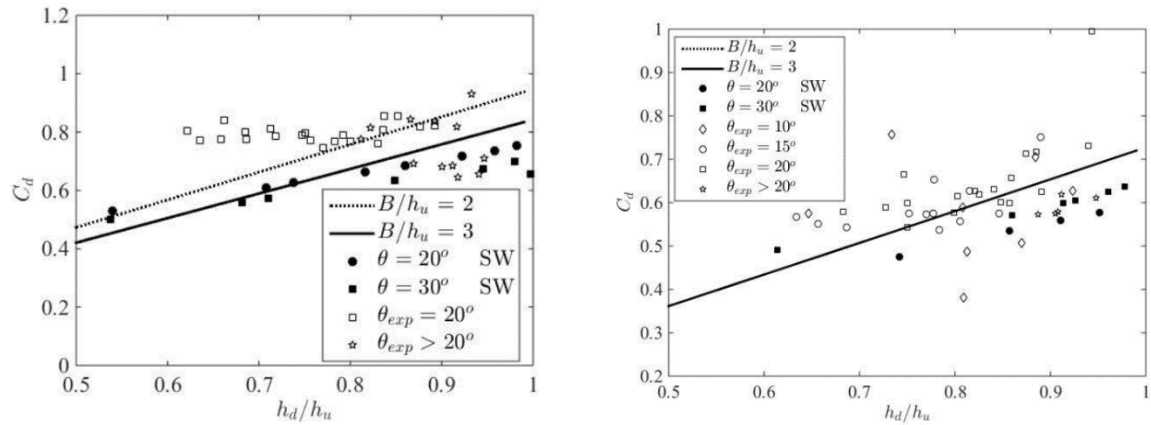 1.2
1
0.8
0.6
0.4
0.2
0
C_d
0.5 0.6 0.7 0.8 0.9 1
h_d/h_u
B/h_u = 2
B/h_u = 3
θ = 20° SW
θ = 30° SW
θ_exp = 20°
θ_exp > 20°
1
0.9
0.8
0.7
0.6
0.5
0.4
0.3
0.2
C_d
0.5 0.6 0.7 0.8 0.9 1
h_d/h_u
B/h_u = 2
B/h_u = 3
θ = 20° SW
θ = 30° SW
θ_exp = 10°
θ_exp = 15°
θ_exp = 20°
θ_exp > 20°